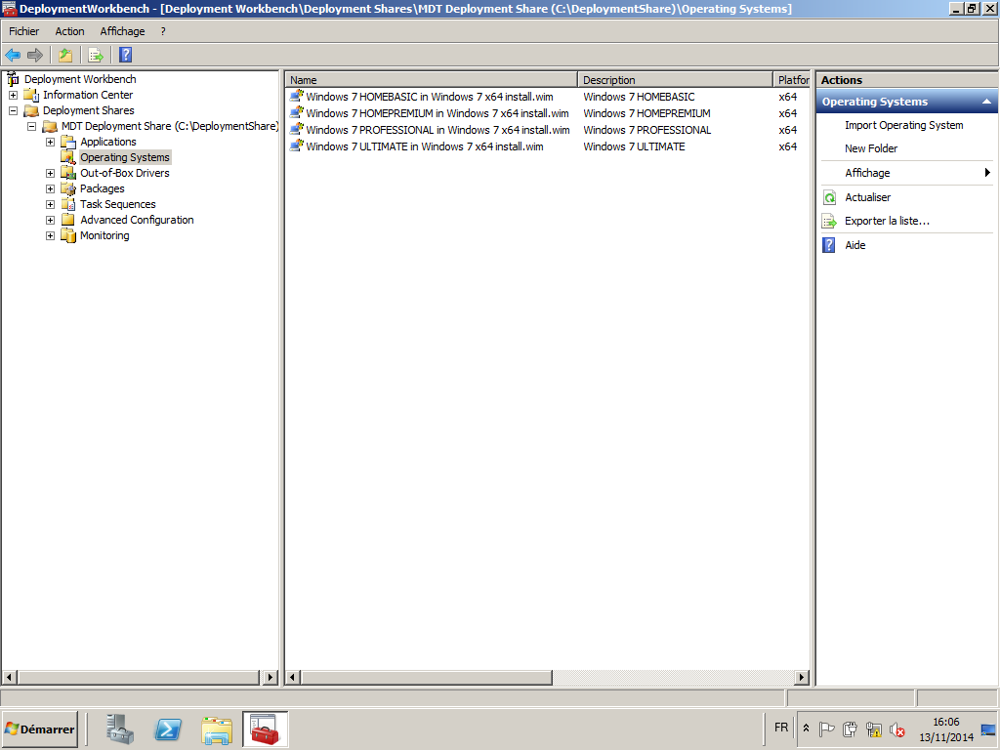 DeploymentWorkbench - [Deployment Workbench\Deployment Shares\MDT Deployment Share (C:\DeploymentShare)\Operating Systems]
Fichier Action Affichage ?
Deployment Workbench
Information Center
Deployment Shares
MDT Deployment Share (C:\DeploymentShare)
Applications
Operating Systems
Out-of-Box Drivers
Packages
Task Sequences
Advanced Configuration
Monitoring
Name Description Platfor
Windows 7 HOMEBASIC in Windows 7 x64 install.wim Windows 7 HOMEBASIC x64
Windows 7 HOMEPREMIUM in Windows 7 x64 install.wim Windows 7 HOMEPREMIUM x64
Windows 7 PROFESSIONAL in Windows 7 x64 install.wim Windows 7 PROFESSIONAL x64
Windows 7 ULTIMATE in Windows 7 x64 install.wim Windows 7 ULTIMATE x64
Actions
Operating Systems
Import Operating System
New Folder
Affichage
Actualiser
Exporter la liste...
Aide
Démarrer
FR
16:06
13/11/2014